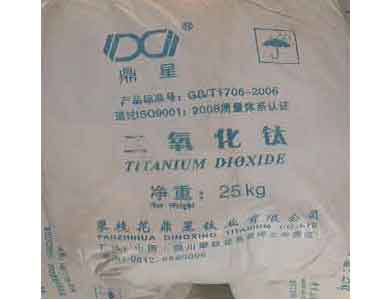 DXI®
鼎星
产品标准号：GB/T1706-2006
通过ISO9001：2008质量体系认证
二氧化钛
TITANIUM DIOXIDE
净重：25kg
Net Weight
攀枝花鼎星钛业有限公司
PANZHIHUA DINGXING TITANIUM CO.,LTD